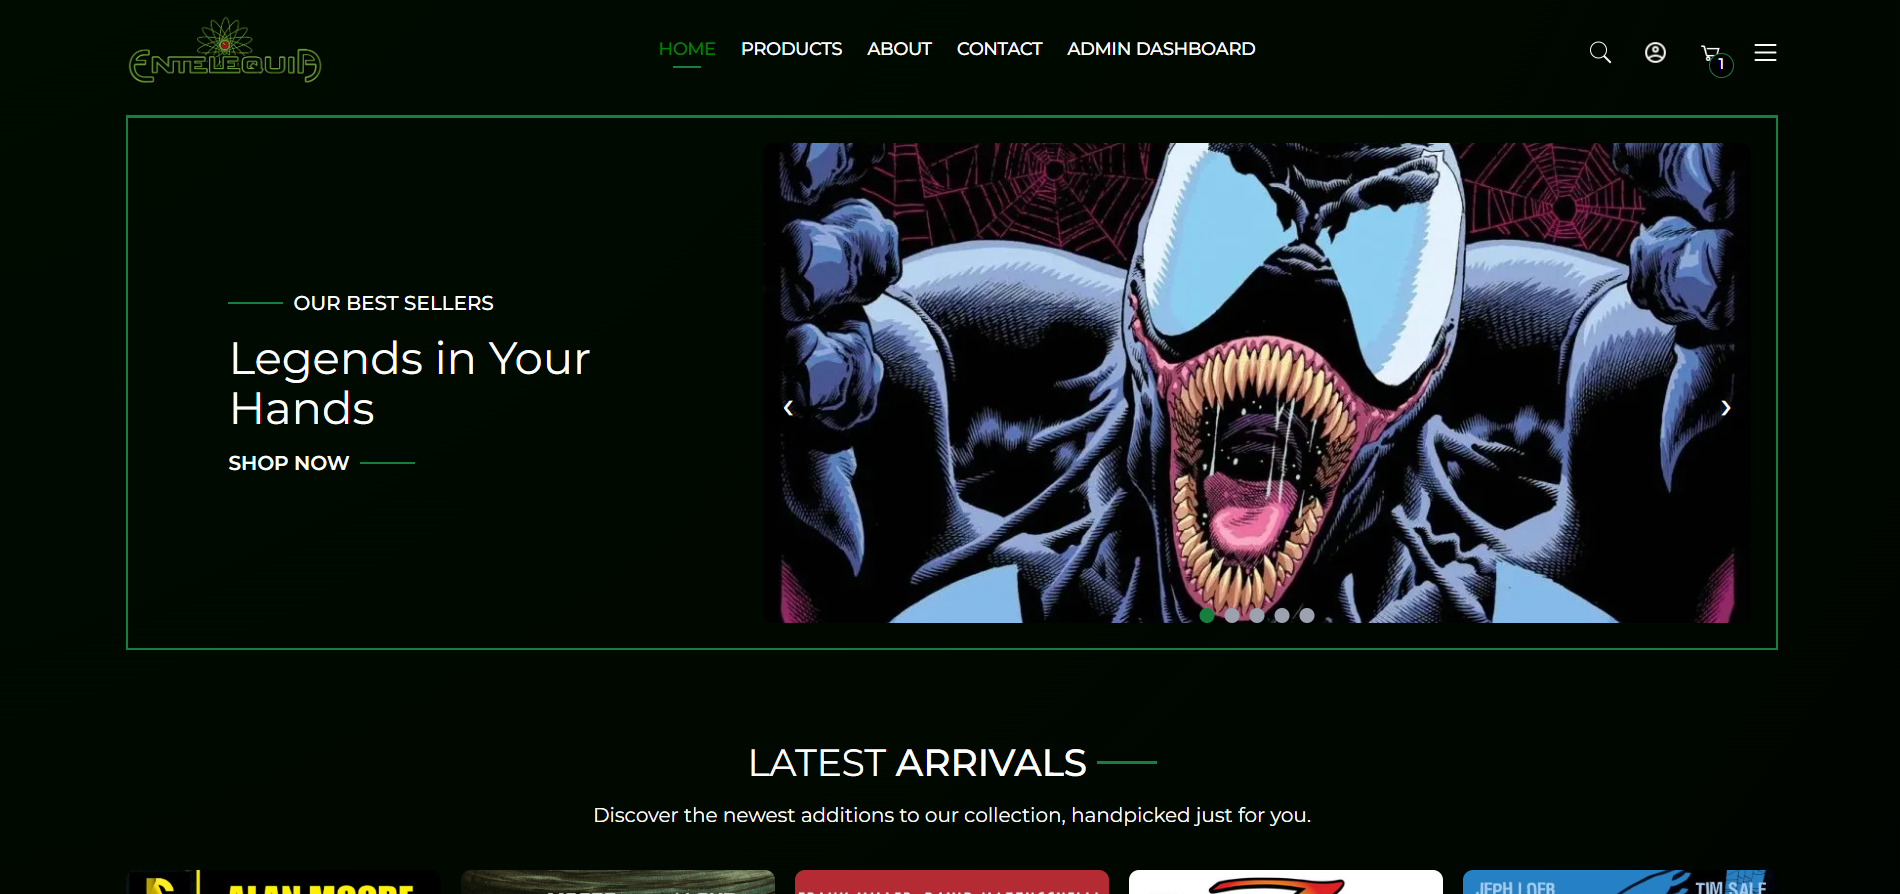 ENTELEQUIA
HOME PRODUCTS ABOUT CONTACT ADMIN DASHBOARD
1
OUR BEST SELLERS
Legends in Your
Hands
SHOP NOW
LATEST ARRIVALS
Discover the newest additions to our collection, handpicked just for you.
ALAN MOORE
JEPH LOEB
TIM SALE